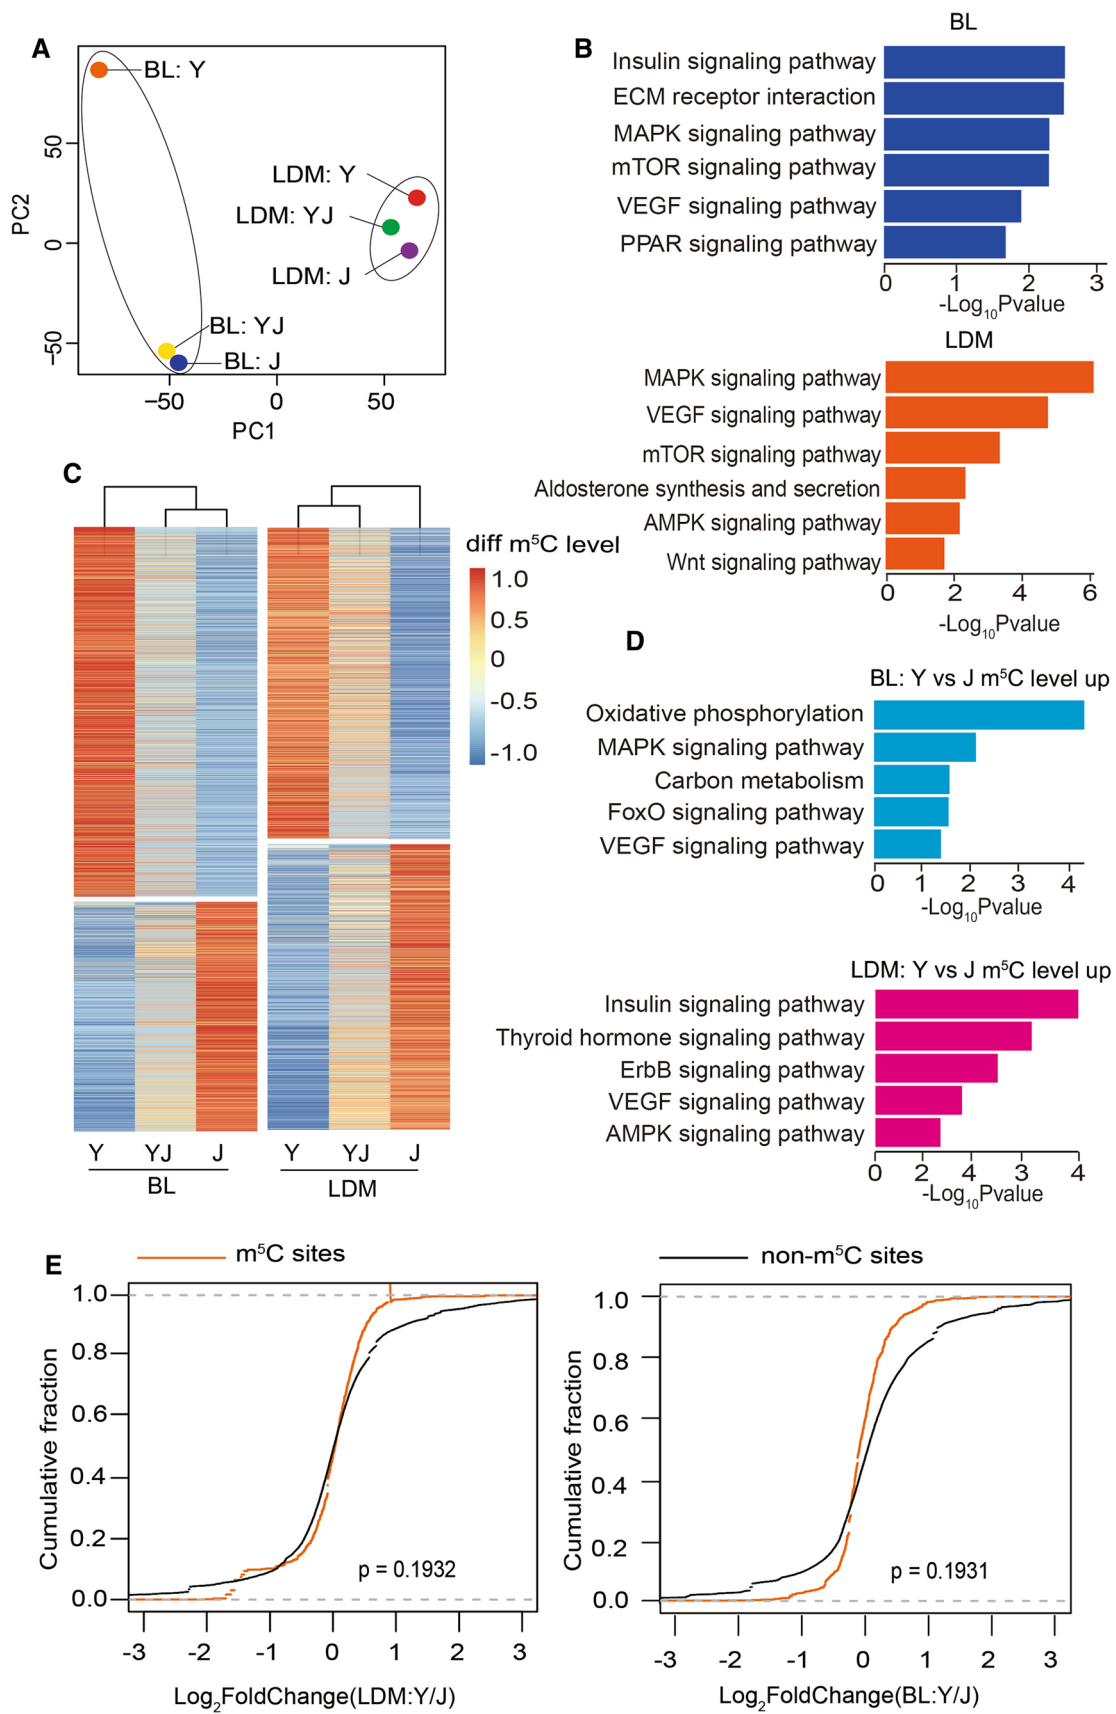 A
BL: Y
LDM: Y
LDM: YJ
LDM: J
BL: YJ
BL: J
50
0
−50
PC2
−50
0
50
PC1
B
BL
Insulin signaling pathway
ECM receptor interaction
MAPK signaling pathway
mTOR signaling pathway
VEGF signaling pathway
PPAR signaling pathway
0 1 2 3
-Log10Pvalue
LDM
MAPK signaling pathway
VEGF signaling pathway
mTOR signaling pathway
Aldosterone synthesis and secretion
AMPK signaling pathway
Wnt signaling pathway
0 2 4 6
-Log10Pvalue
C
diff m⁵C level
1.0
0.5
0
-0.5
-1.0
Y YJ J
BL
Y YJ J
LDM
D
BL: Y vs J m⁵C level up
Oxidative phosphorylation
MAPK signaling pathway
Carbon metabolism
FoxO signaling pathway
VEGF signaling pathway
0 1 2 3 4
-Log10Pvalue
LDM: Y vs J m⁵C level up
Insulin signaling pathway
Thyroid hormone signaling pathway
ErbB signaling pathway
VEGF signaling pathway
AMPK signaling pathway
0 2 4 3 4
-Log10Pvalue
E
m⁵C sites
non-m⁵C sites
1.0
0.8
0.6
0.4
0.2
0.0
Cumulative fraction
p = 0.1932
-3 -2 -1 0 1 2 3
Log2FoldChange(LDM:Y/J)
1.0
0.8
0.6
0.4
0.2
0.0
Cumulative fraction
p = 0.1931
-3 -2 -1 0 1 2 3
Log2FoldChange(BL:Y/J)